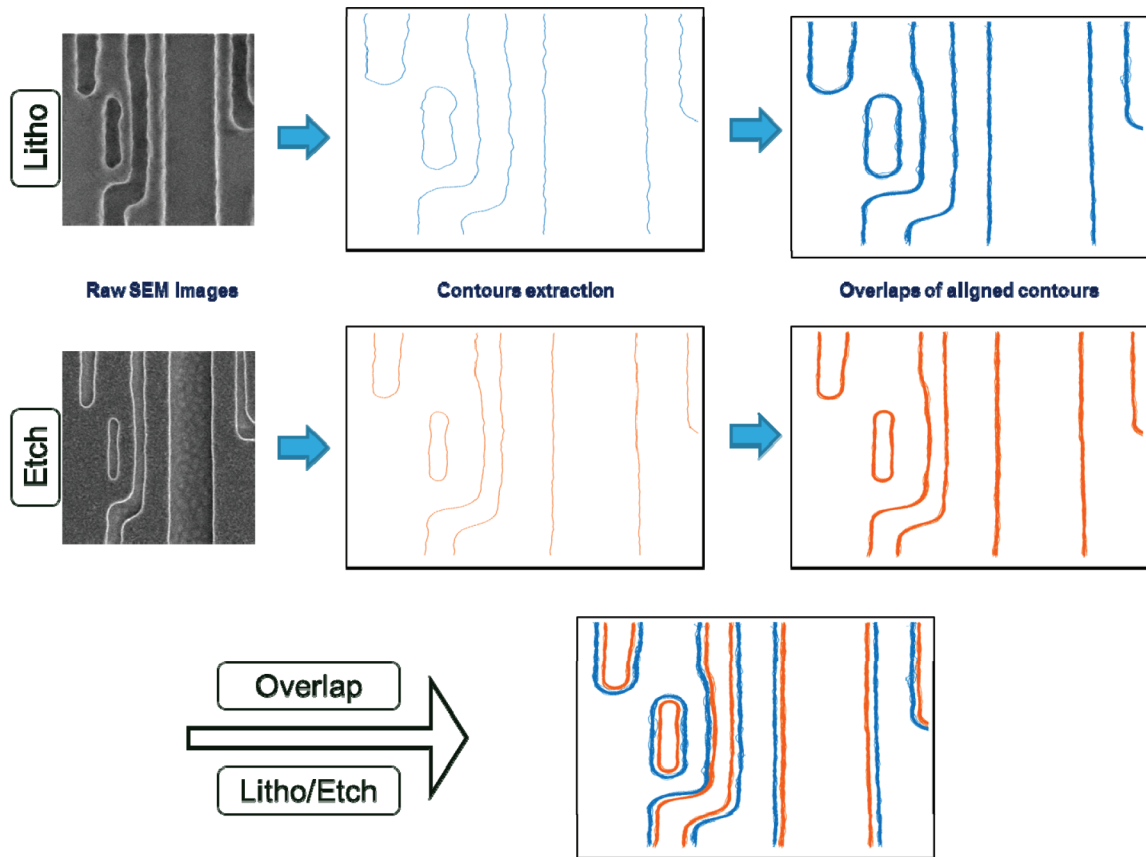 Litho
Raw SEM Images
Contours extraction
Overlaps of aligned contours
Etch
Overlap
Litho/Etch